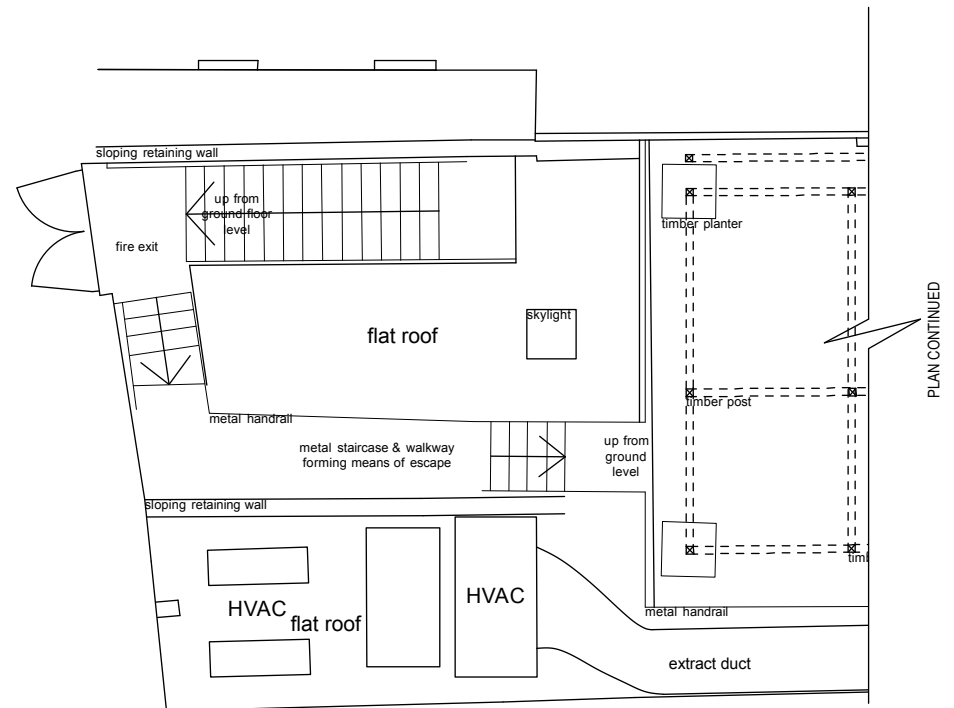 sloping retaining wall
up from
ground floor
level
timber planter
fire exit
PLAN CONTINUED
skylight
flat roof
timber post
metal handrail
metal staircase & walkway
forming means of escape
up from
ground
level
sloping retaining wall
timb
HVAC
HVAC
flat roof
metal handrail
extract duct